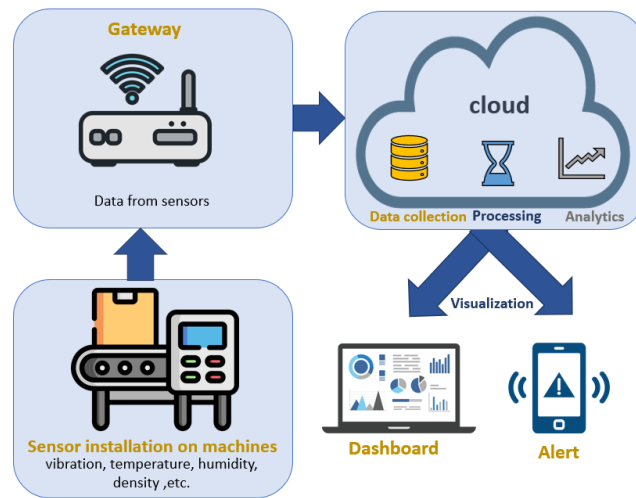 Gateway
Data from sensors
cloud
Data collection
Processing
Analytics
Sensor installation on machines
vibration, temperature, humidity,
density ,etc.
Visualization
Dashboard
Alert